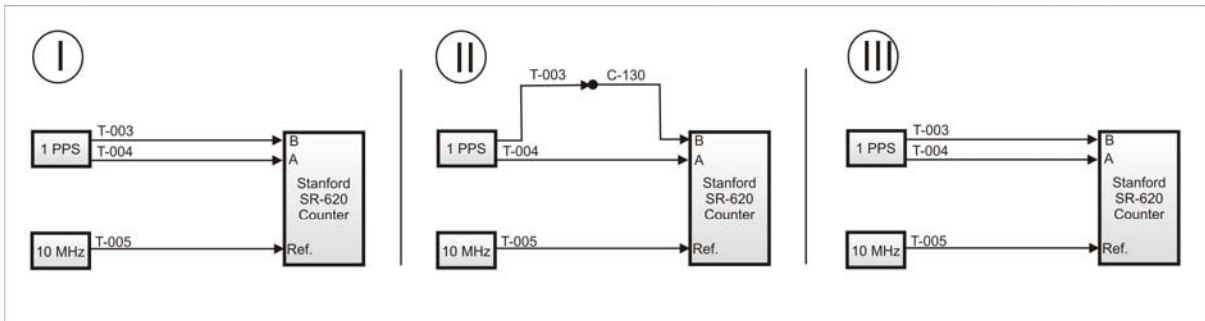 I
1 PPS
T-003
T-004
B
A
Stanford
SR-620
Counter
10 MHz
T-005
Ref.
II
T-003
C-130
1 PPS
T-004
B
A
Stanford
SR-620
Counter
10 MHz
T-005
Ref.
III
1 PPS
T-003
T-004
B
A
Stanford
SR-620
Counter
10 MHz
T-005
Ref.